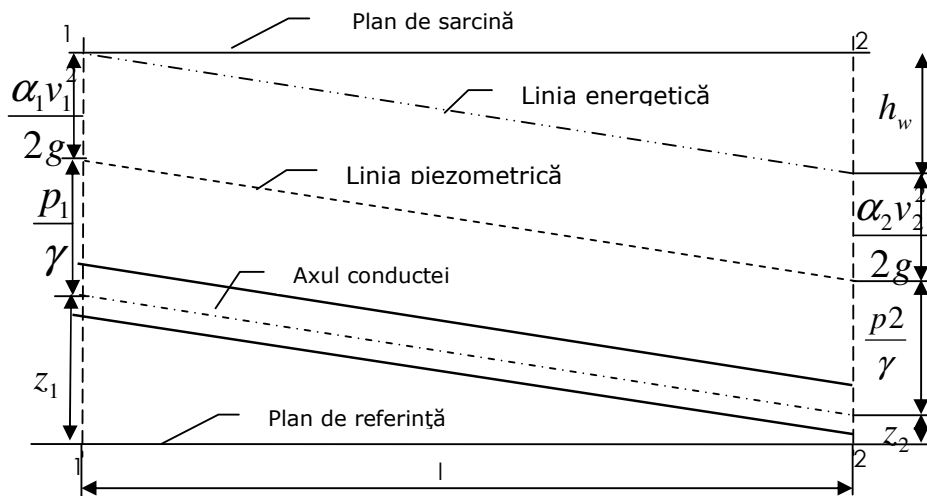 Plan de sarcină
1
2
α₁v₁²
2g
Linia energetică
h_w
Linia piezometrică
p₁
γ
α₂v₂²
2g
Axul conductei
p2
γ
z₁
Plan de referință
z₂
1
l
2